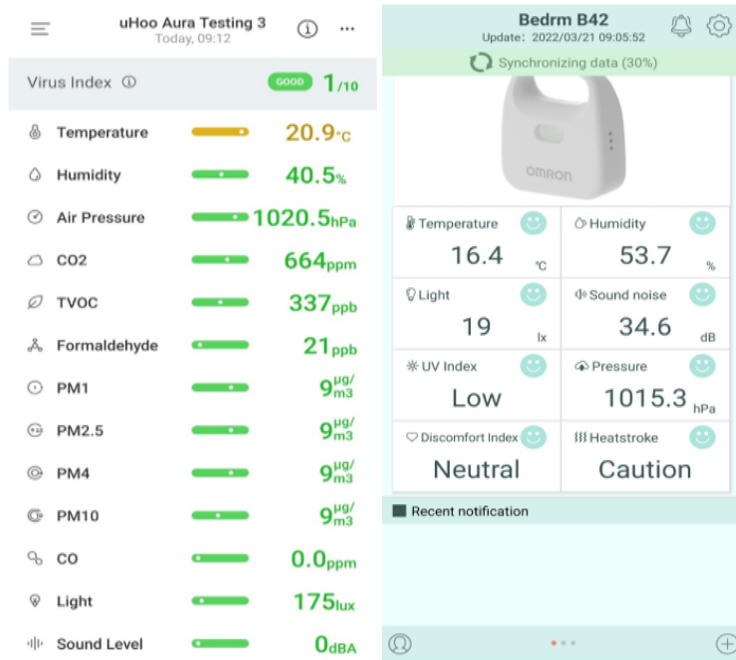 uHoo Aura Testing 3
Today, 09:12
Virus Index
GOOD 1/10
Temperature 20.9°C
Humidity 40.5%
Air Pressure 1020.5hPa
CO2 664ppm
TVOC 337ppb
Formaldehyde 21ppb
PM1 9µg/m3
PM2.5 9µg/m3
PM4 9µg/m3
PM10 9µg/m3
CO 0.0ppm
Light 175lux
Sound Level 0dBA
Bedrm B42
Update: 2022/03/21 09:05:52
Synchronizing data (30%)
OMRON
Temperature
16.4 °C
Humidity
53.7 %
Light
19 lx
Sound noise
34.6 dB
UV Index
Low
Pressure
1015.3 hPa
Discomfort Index
Neutral
Heatstroke
Caution
Recent notification